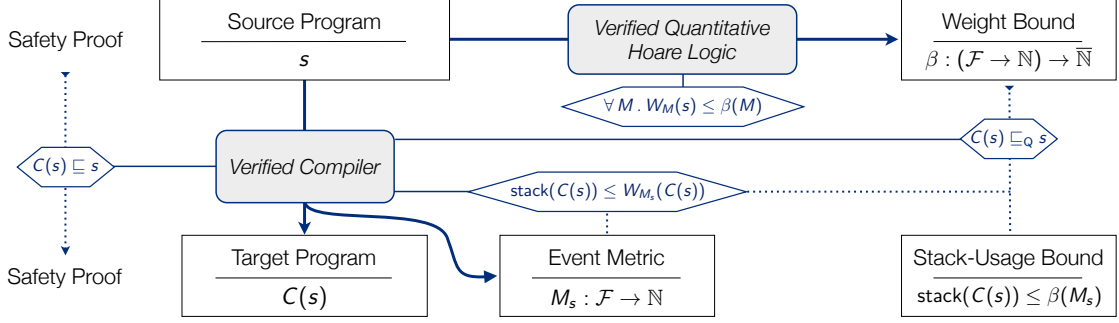 Safety Proof
Source Program
s
Verified Quantitative
Hoare Logic
Weight Bound
β : (ℱ → ℕ) → ℕ̅
∀ M . W_M(s) ≤ β(M)
C(s) ⊑ s
Verified Compiler
C(s) ⊑_Q s
stack(C(s)) ≤ W_{M_s}(C(s))
Safety Proof
Target Program
C(s)
Event Metric
M_s : ℱ → ℕ
Stack-Usage Bound
stack(C(s)) ≤ β(M_s)